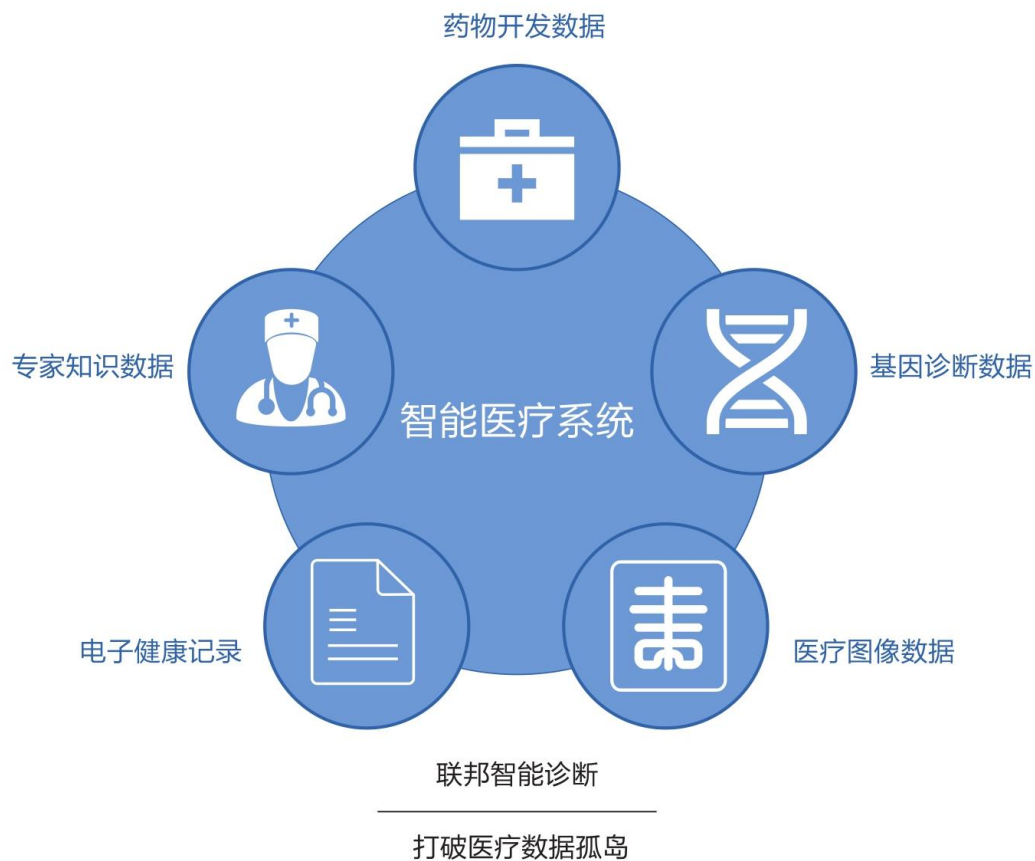 药物开发数据
专家知识数据
基因诊断数据
智能医疗系统
电子健康记录
医疗图像数据
联邦智能诊断
打破医疗数据孤岛